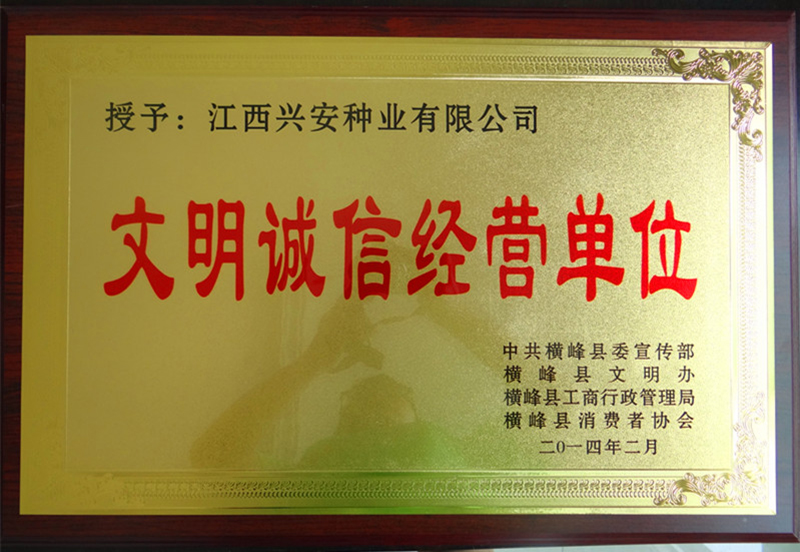 授予：江西兴安种业有限公司
文明诚信经营单位
中共横峰县委宣传部
横峰县文明办
横峰县工商行政管理局
横峰县消费者协会
二0一四年二月